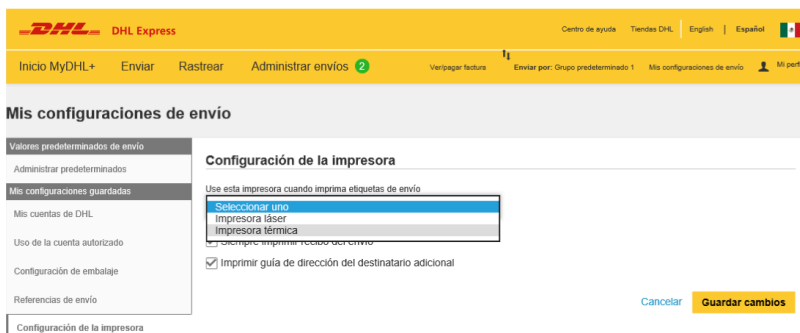 DHL DHL Express
Centro de ayuda Tiendas DHL English | Español
Inicio MyDHL+ Enviar Rastrear Administrar envíos 2 Ver/pagar factura Enviar por: Grupo predeterminado 1 Mis configuraciones de envío Mi perfi
Mis configuraciones de envío
Valores predeterminados de envío
Administrar predeterminados
Mis configuraciones guardadas
Mis cuentas de DHL
Uso de la cuenta autorizado
Configuración de embalaje
Referencias de envío
Configuración de la impresora
Configuración de la impresora
Use esta impresora cuando imprima etiquetas de envío
Seleccionar uno
Impresora láser
Impresora térmica
Siempre imprimir recibo del envío
Imprimir guía de dirección del destinatario adicional
Cancelar Guardar cambios